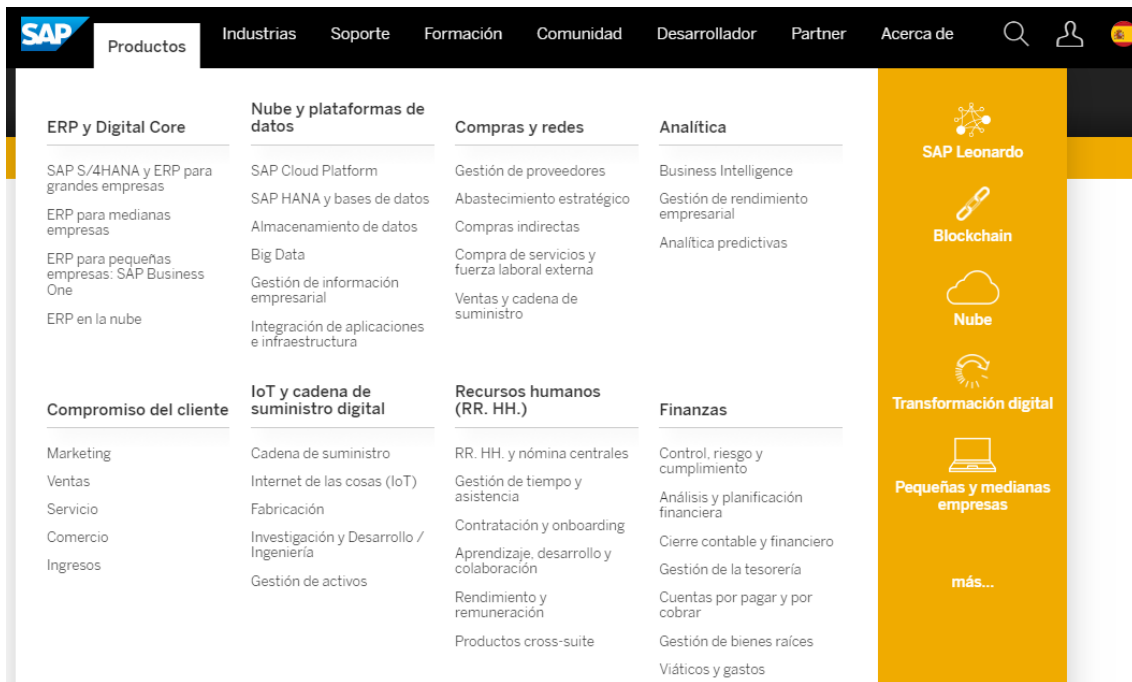 SAP
Productos
Industrias
Soporte
Formación
Comunidad
Desarrollador
Partner
Acerca de
ERP y Digital Core
SAP S/4HANA y ERP para
grandes empresas
ERP para medianas
empresas
ERP para pequeñas
empresas: SAP Business
One
ERP en la nube
Nube y plataformas de
datos
SAP Cloud Platform
SAP HANA y bases de datos
Almacenamiento de datos
Big Data
Gestión de información
empresarial
Integración de aplicaciones
e infraestructura
Compras y redes
Gestión de proveedores
Abastecimiento estratégico
Compras indirectas
Compra de servicios y
fuerza laboral externa
Ventas y cadena de
suministro
Analítica
Business Intelligence
Gestión de rendimiento
empresarial
Analítica predictivas
Compromiso del cliente
Marketing
Ventas
Servicio
Comercio
Ingresos
IoT y cadena de
suministro digital
Cadena de suministro
Internet de las cosas (IoT)
Fabricación
Investigación y Desarrollo /
Ingeniería
Gestión de activos
Recursos humanos
(RR. HH.)
RR. HH. y nómina centrales
Gestión de tiempo y
asistencia
Contratación y onboarding
Aprendizaje, desarrollo y
colaboración
Rendimiento y
remuneración
Productos cross-suite
Finanzas
Control, riesgo y
cumplimiento
Análisis y planificación
financiera
Cierre contable y financiero
Gestión de la tesorería
Cuentas por pagar y por
cobrar
Gestión de bienes raíces
Viáticos y gastos
SAP Leonardo
Blockchain
Nube
Transformación digital
Pequeñas y medianas
empresas
más...